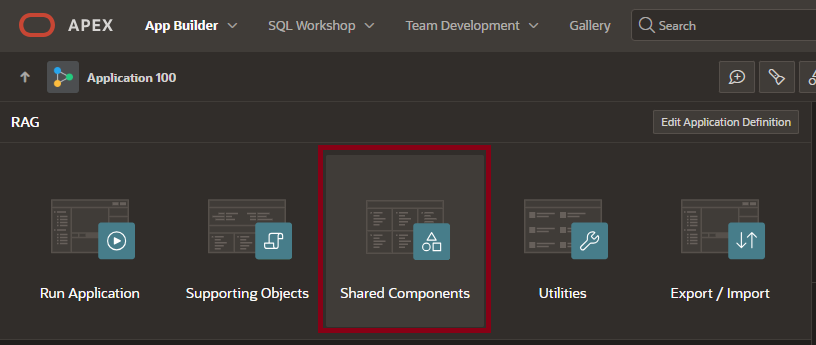 APEX App Builder SQL Workshop Team Development Gallery Search
Application 100
RAG Edit Application Definition
Run Application Supporting Objects Shared Components Utilities Export / Import